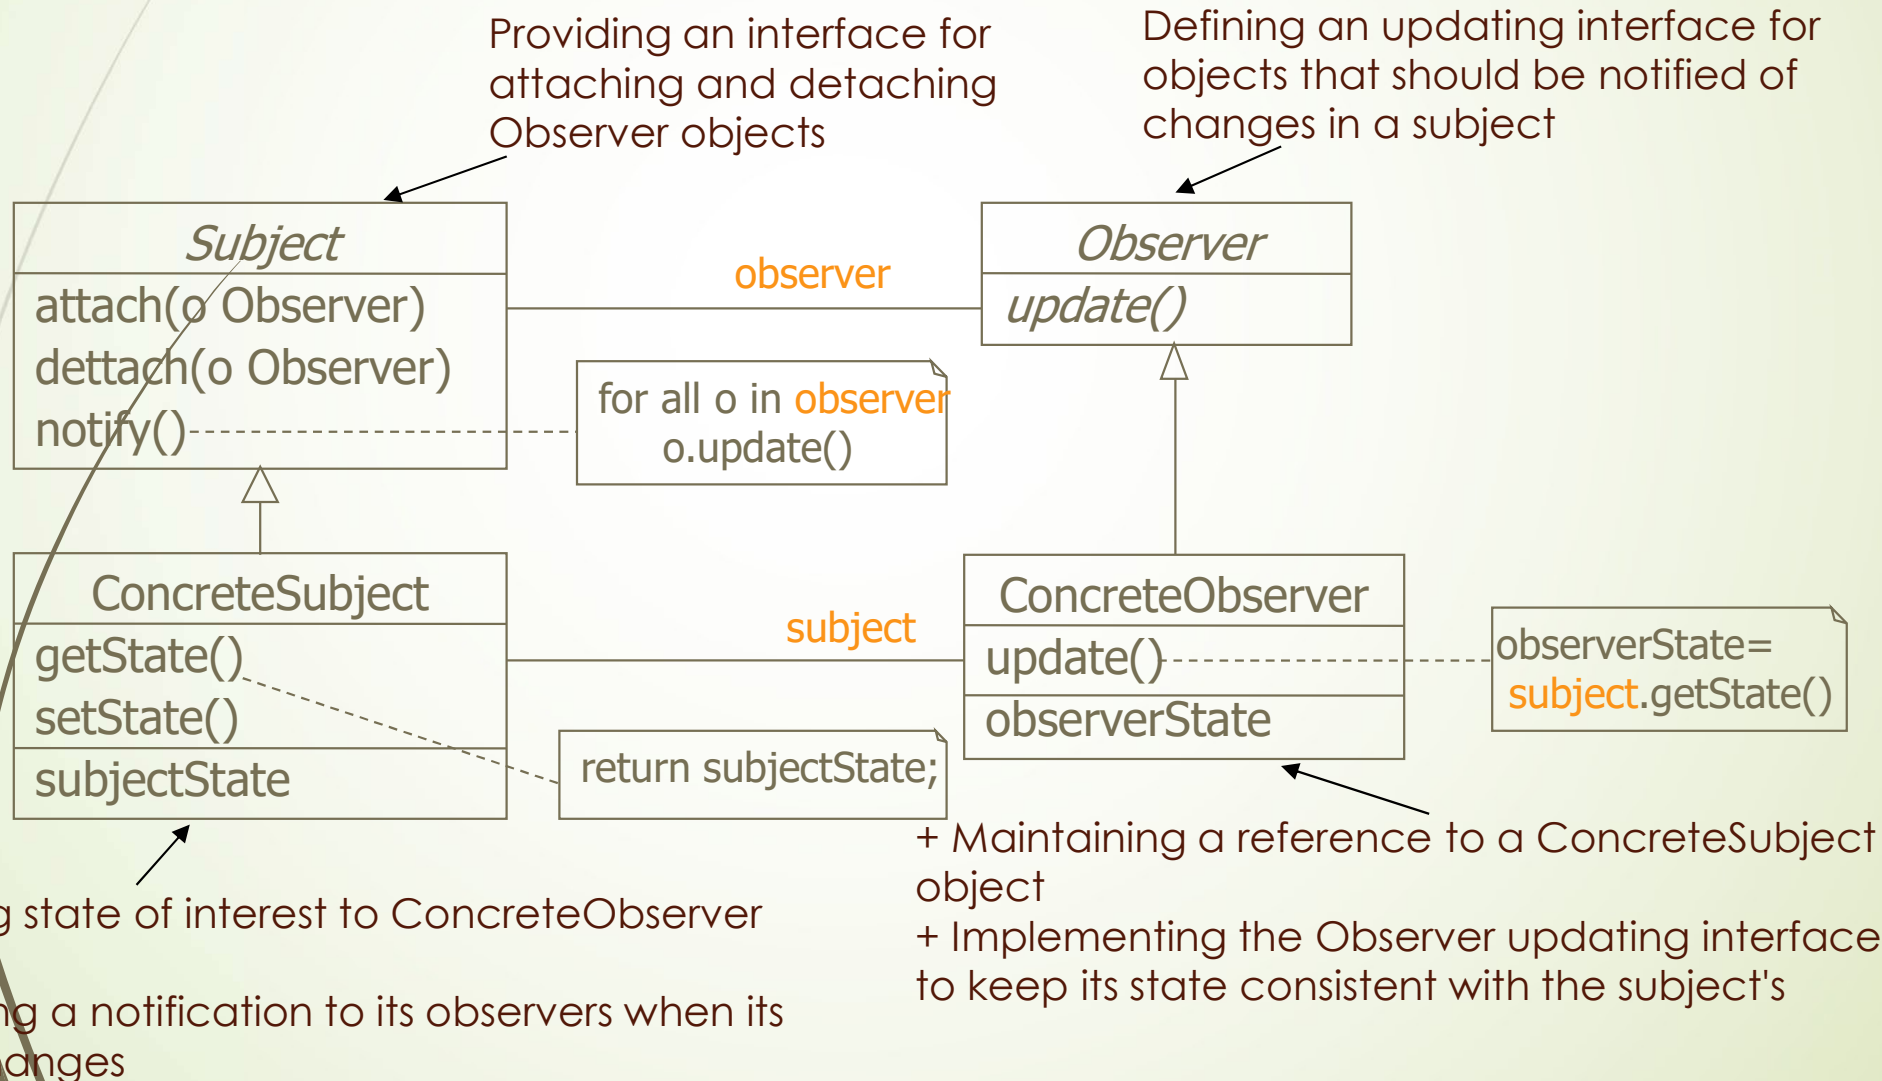 Providing an interface for
attaching and detaching
Observer objects
Defining an updating interface for
objects that should be notified of
changes in a subject
Subject
attach(o Observer)
dettach(o Observer)
notify()
observer
Observer
update()
for all o in observer
o.update()
ConcreteSubject
getState()
setState()
subjectState
subject
return subjectState;
ConcreteObserver
update()
observerState
observerState=
subject.getState()
state of interest to ConcreteObserver
a notification to its observers when its
+ Maintaining a reference to a ConcreteSubject
object
+ Implementing the Observer updating interface
to keep its state consistent with the subject's